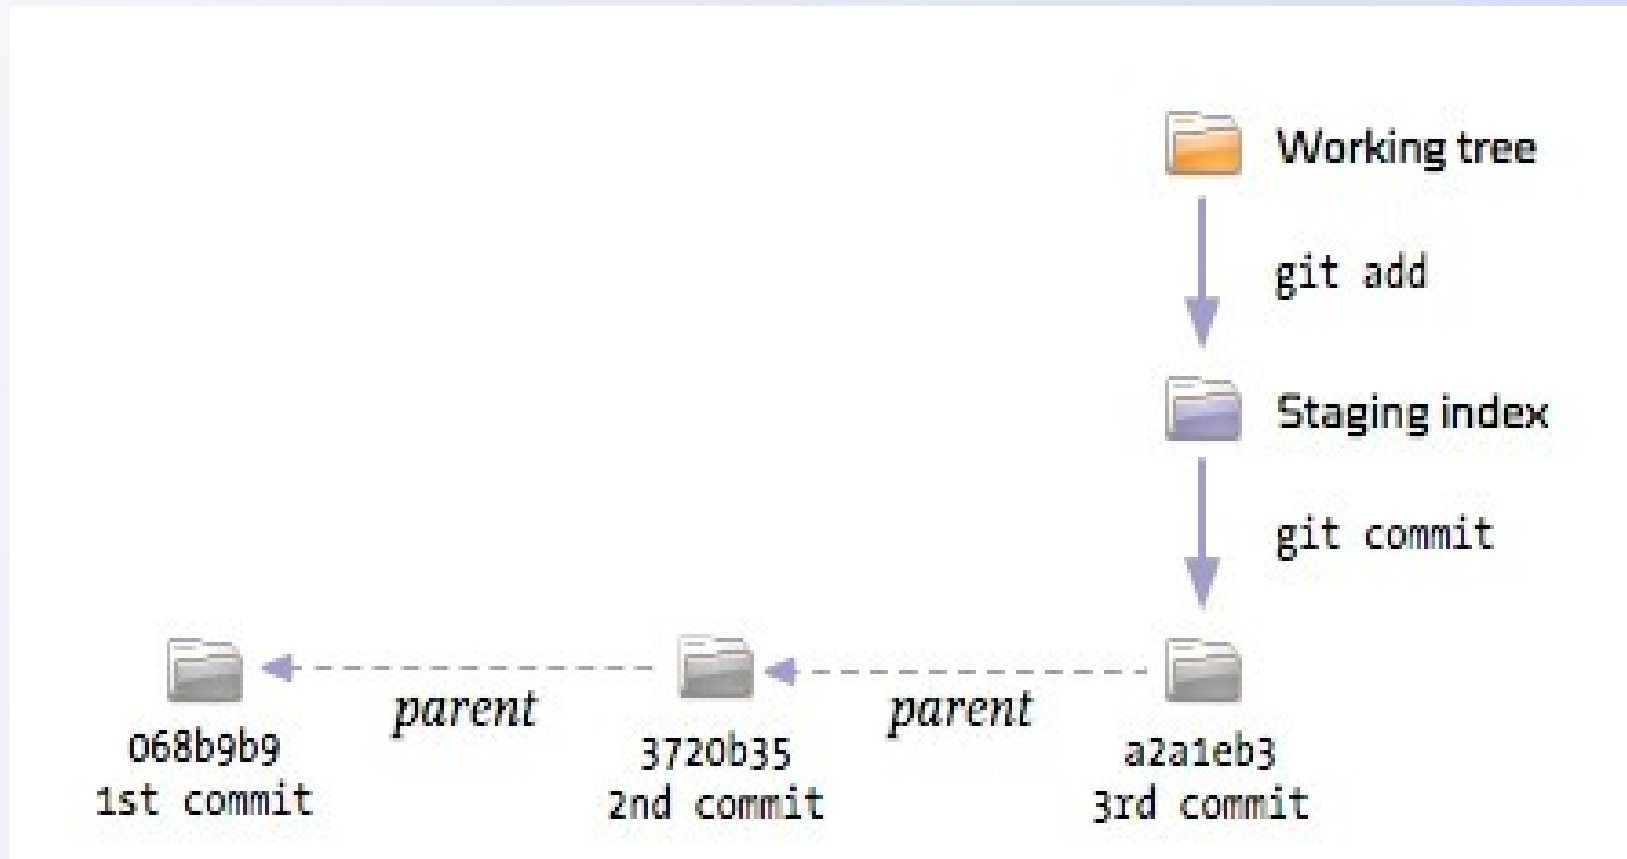 Working tree
git add
Staging index
git commit
parent
parent
068b9b9
1st commit
3720b35
2nd commit
a2a1eb3
3rd commit